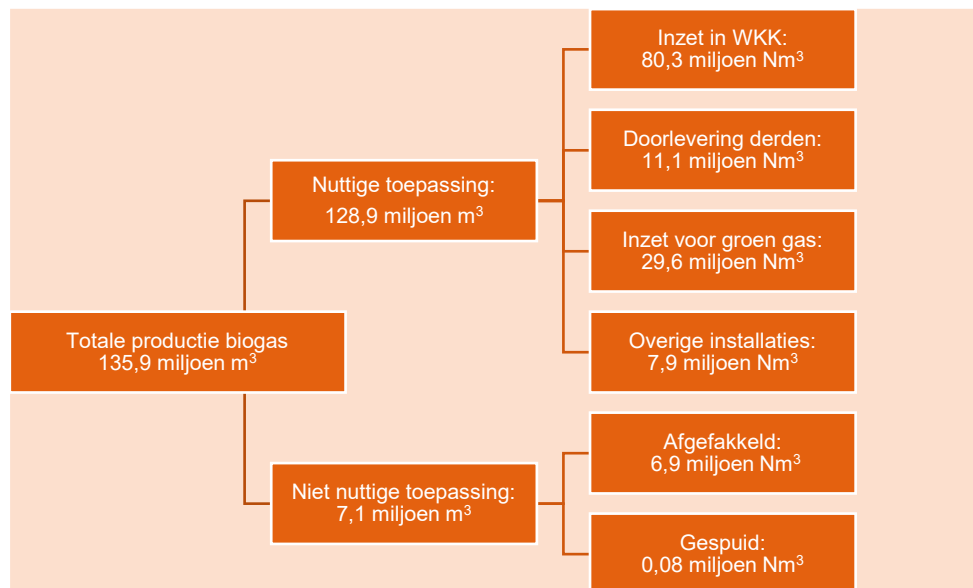 Totale productie biogas
135,9 miljoen m³
Nuttige toepassing:
128,9 miljoen m³
Inzet in WKK:
80,3 miljoen Nm³
Doorlevering derden:
11,1 miljoen Nm³
Inzet voor groen gas:
29,6 miljoen Nm³
Overige installaties:
7,9 miljoen Nm³
Niet nuttige toepassing:
7,1 miljoen m³
Afgefakkeld:
6,9 miljoen Nm³
Gespuid:
0,08 miljoen Nm³